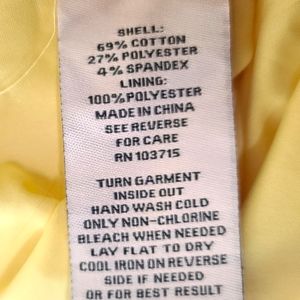 SHELL:
69% COTTON
27% POLYESTER
4% SPANDEX
LINING:
100% POLYESTER
MADE IN CHINA
SEE REVERSE
FOR CARE
RN 103715
TURN GARMENT
INSIDE OUT
HAND WASH COLD
ONLY NON-CHLORINE
BLEACH WHEN NEEDED
LAY FLAT TO DRY
COOL IRON ON REVERSE
SIDE IF NEEDED
OR FOR BEST RESULT